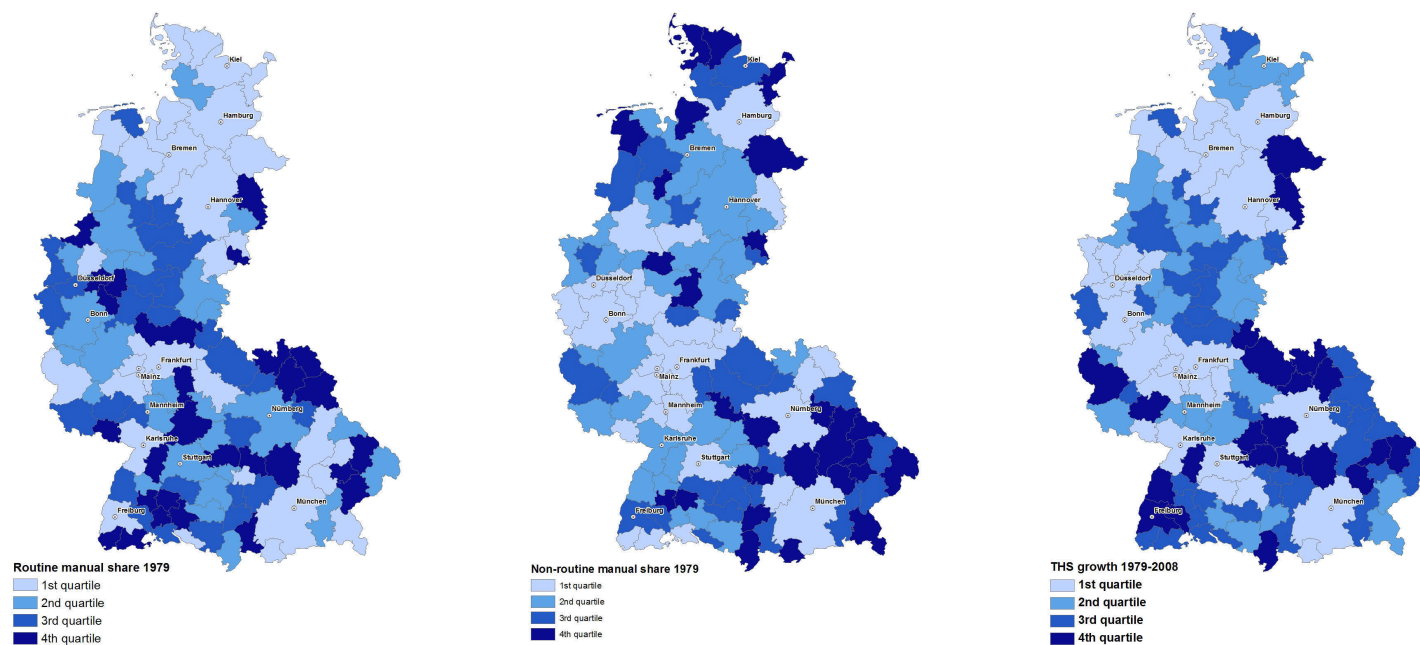 Kiel
Hamburg
Bremen
Hannover
Düsseldorf
Bonn
Frankfurt
Mainz
Mannheim
Nürnberg
Karlsruhe
Stuttgart
München
Freiburg
Routine manual share 1979
1st quartile
2nd quartile
3rd quartile
4th quartile
Kiel
Hamburg
Bremen
Hannover
Düsseldorf
Bonn
Frankfurt
Mainz
Mannheim
Nürnberg
Karlsruhe
Stuttgart
München
Freiburg
Non-routine manual share 1979
1st quartile
2nd quartile
3rd quartile
4th quartile
Kiel
Hamburg
Bremen
Hannover
Düsseldorf
Bonn
Frankfurt
Mainz
Mannheim
Nürnberg
Karlsruhe
Stuttgart
München
Freiburg
THS growth 1979-2008
1st quartile
2nd quartile
3rd quartile
4th quartile